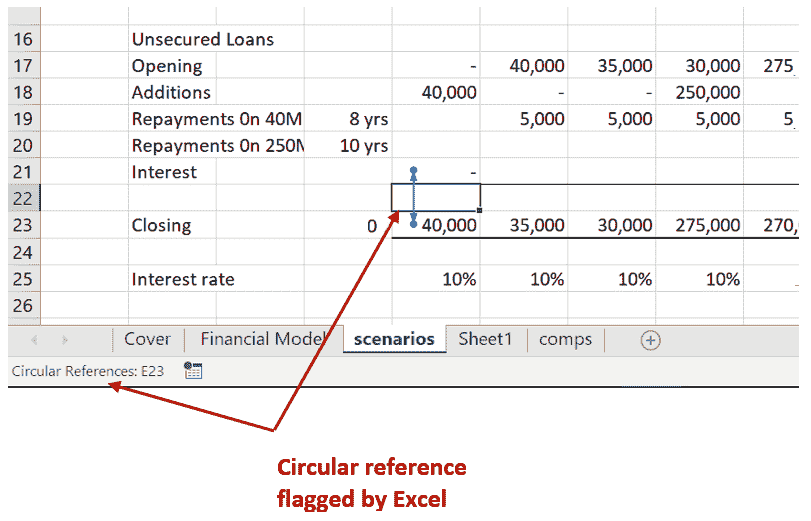 16 Unsecured Loans
17 Opening - 40,000 35,000 30,000 275
18 Additions 40,000 - - 250,000
19 Repayments 0n 40M 8 yrs 5,000 5,000 5,000 5
20 Repayments 0n 250M 10 yrs
21 Interest -
22
23 Closing 0 40,000 35,000 30,000 275,000 270,
24
25 Interest rate 10% 10% 10% 10%
26
Cover Financial Model scenarios Sheet1 comps
Circular References: E23
Circular reference
flagged by Excel